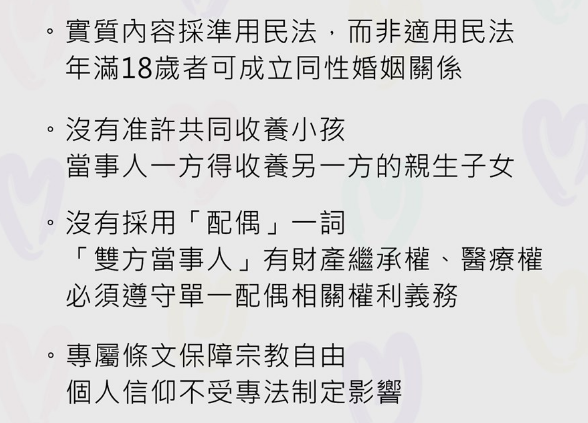 。實質內容採準用民法，而非適用民法
年滿18歲者可成立同性婚姻關係
。沒有准許共同收養小孩
當事人一方得收養另一方的親生子女
。沒有採用「配偶」一詞
「雙方當事人」有財產繼承權、醫療權
必須遵守單一配偶相關權利義務
。專屬條文保障宗教自由
個人信仰不受專法制定影響